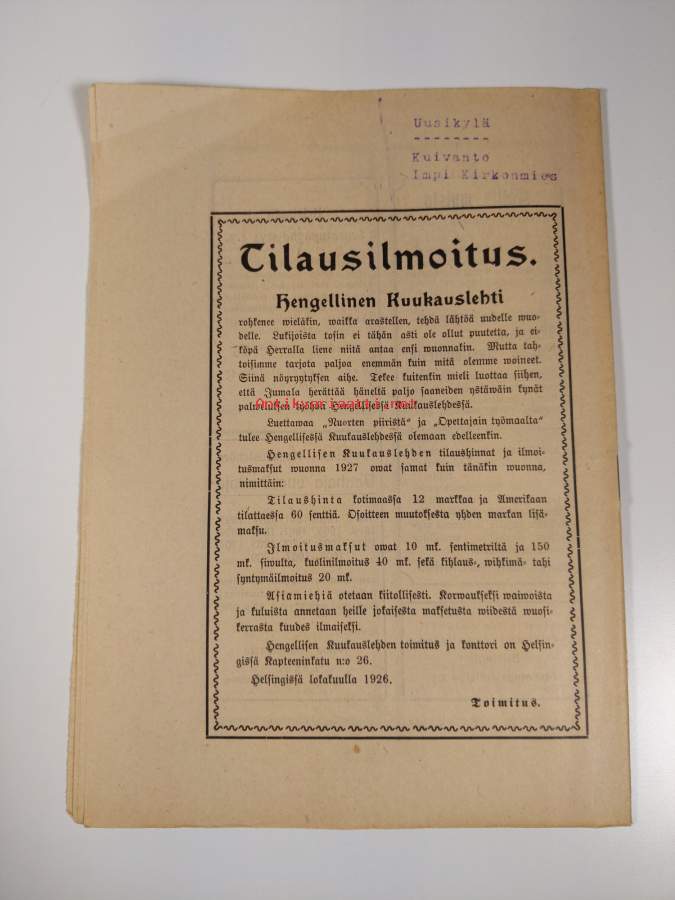 Uusikylä
--------
Kuivanto
Impi Kirkonmies
Tilausilmoitus.
Hengellinen Kuukauslehti
rohkenee wieläkin, waikka arastellen, tehdä lähtöä uudelle wuo-
delle. Lukijoista tosin ei tähän asti ole ollut puutetta, ja ei-
köpä Herralla liene niitä antaa ensi wuonnakin. Mutta tah-
toisimme tarjota paljoa enemmän kuin mitä olemme woineet.
Siinä nöyryytyksen aihe. Tekee kuitenkin mieli luottaa siihen,
että Jumala herättää häneltä paljo saaneiden ystäwäin kynät
palweluksen työhön Hengellisessä Kuukauslehdessä.
Antikvariaatti.net
Luettawaa „Nuorten piiristä" ja „Opettajain työmaalta"
tulee Hengellisessä Kuukauslehdessä olemaan edelleenkin.
Hengellisen Kuukauslehden tilaushinnat ja ilmoi-
tusmaksut wuonna 1927 owat samat kuin tänäkin wuonna,
nimittäin:
Tilaushinta kotimaassa 12 markkaa ja Amerikaan
tilattaessa 60 senttiä. Osoitteen muutoksesta yhden markan lisä-
maksu.
Ilmoitusmaksut owat 10 mk. sentimetriltä ja 150
mk. siwulta, kuolinilmoitus 40 mk. sekä kihlaus-, wihkimä- tahi
syntymäilmoitus 20 mk.
Asiamiehiä otetaan kiitollisesti. Korwaukseksi waiwoista
ja kuluista annetaan heille jokaisesta maksetusta wiidestä wuosi-
kerrasta kuudes ilmaiseksi.
Hengellisen Kuukauslehden toimitus ja konttori on Helsin-
gissä Kapteeninkatu n:o 26.
Helsingissä lokakuulla 1926.
Toimitus.